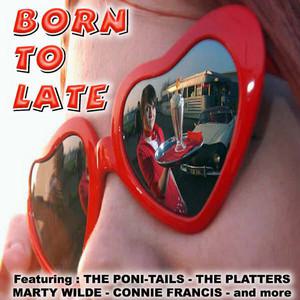 BORN
TO
LATE
Featuring : THE PONI-TAILS - THE PLATTERS
MARTY WILDE - CONNIE FRANCIS - and more